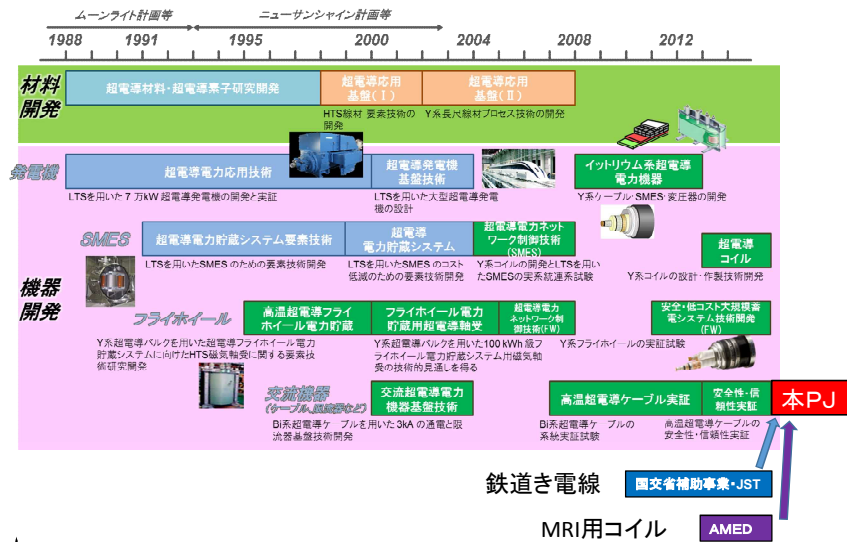 ムーンライト計画等
ニューサンシャイン計画等
1988
1991
1995
2000
2004
2008
2012
材料
開発
超電導材料・超電導素子研究開発
超電導応用
基盤(Ⅰ)
超電導応用
基盤(Ⅱ)
HTS線材 要素技術の
開発
Y系長尺線材プロセス技術の開発
機器
開発
発電機
超電導電力応用技術
超電導発電機
基盤技術
イットリウム系超電導
電力機器
LTSを用いた7万kW 超電導発電機の開発と実証
LTSを用いた大型超電導発電
機の設計
Y系ケーブル・SMES・変圧器の開発
SMES
超電導電力貯蔵システム要素技術
超電導
電力貯蔵システム
超電導電力ネット
ワーク制御技術
(SMES)
超電導
コイル
LTSを用いたSMES のための要素技術開発
LTSを用いたSMES のコスト
低減のための要素技術開発
Y系コイルの開発とLTSを用い
たSMESの実系統連系試験
Y系コイルの設計・作製技術開発
フライホイール
高温超電導フライ
ホイール電力貯蔵
フライホイール電力
貯蔵用超電導軸受
超電導電力
ネットワーク制
御技術(FW)
安全・低コスト大規模蓄
電システム技術開発
(FW)
Y系超電導バルクを用いた超電導フライホイール電力
貯蔵システムに向けたHTS磁気軸受に関する要素技
術研究開発
Y系超電導バルクを用いた100 kWh 級フ
ライホイール電力貯蔵システム用磁気軸
受の技術的見通しを得る
Y系フライホイールの実証試験
交流機器
(ケーブル、限流器など)
交流超電導電力
機器基盤技術
高温超電導ケーブル実証
安全性・信
頼性実証
本PJ
Bi系超電導ケーブルを用いた3kA の通電と限
流器基盤技術開発
Bi系超電導ケーブルの
系統実証試験
高温超電導ケーブルの
安全性・信頼性実証
鉄道き電線
国交省補助事業・JST
MRI用コイル
AMED